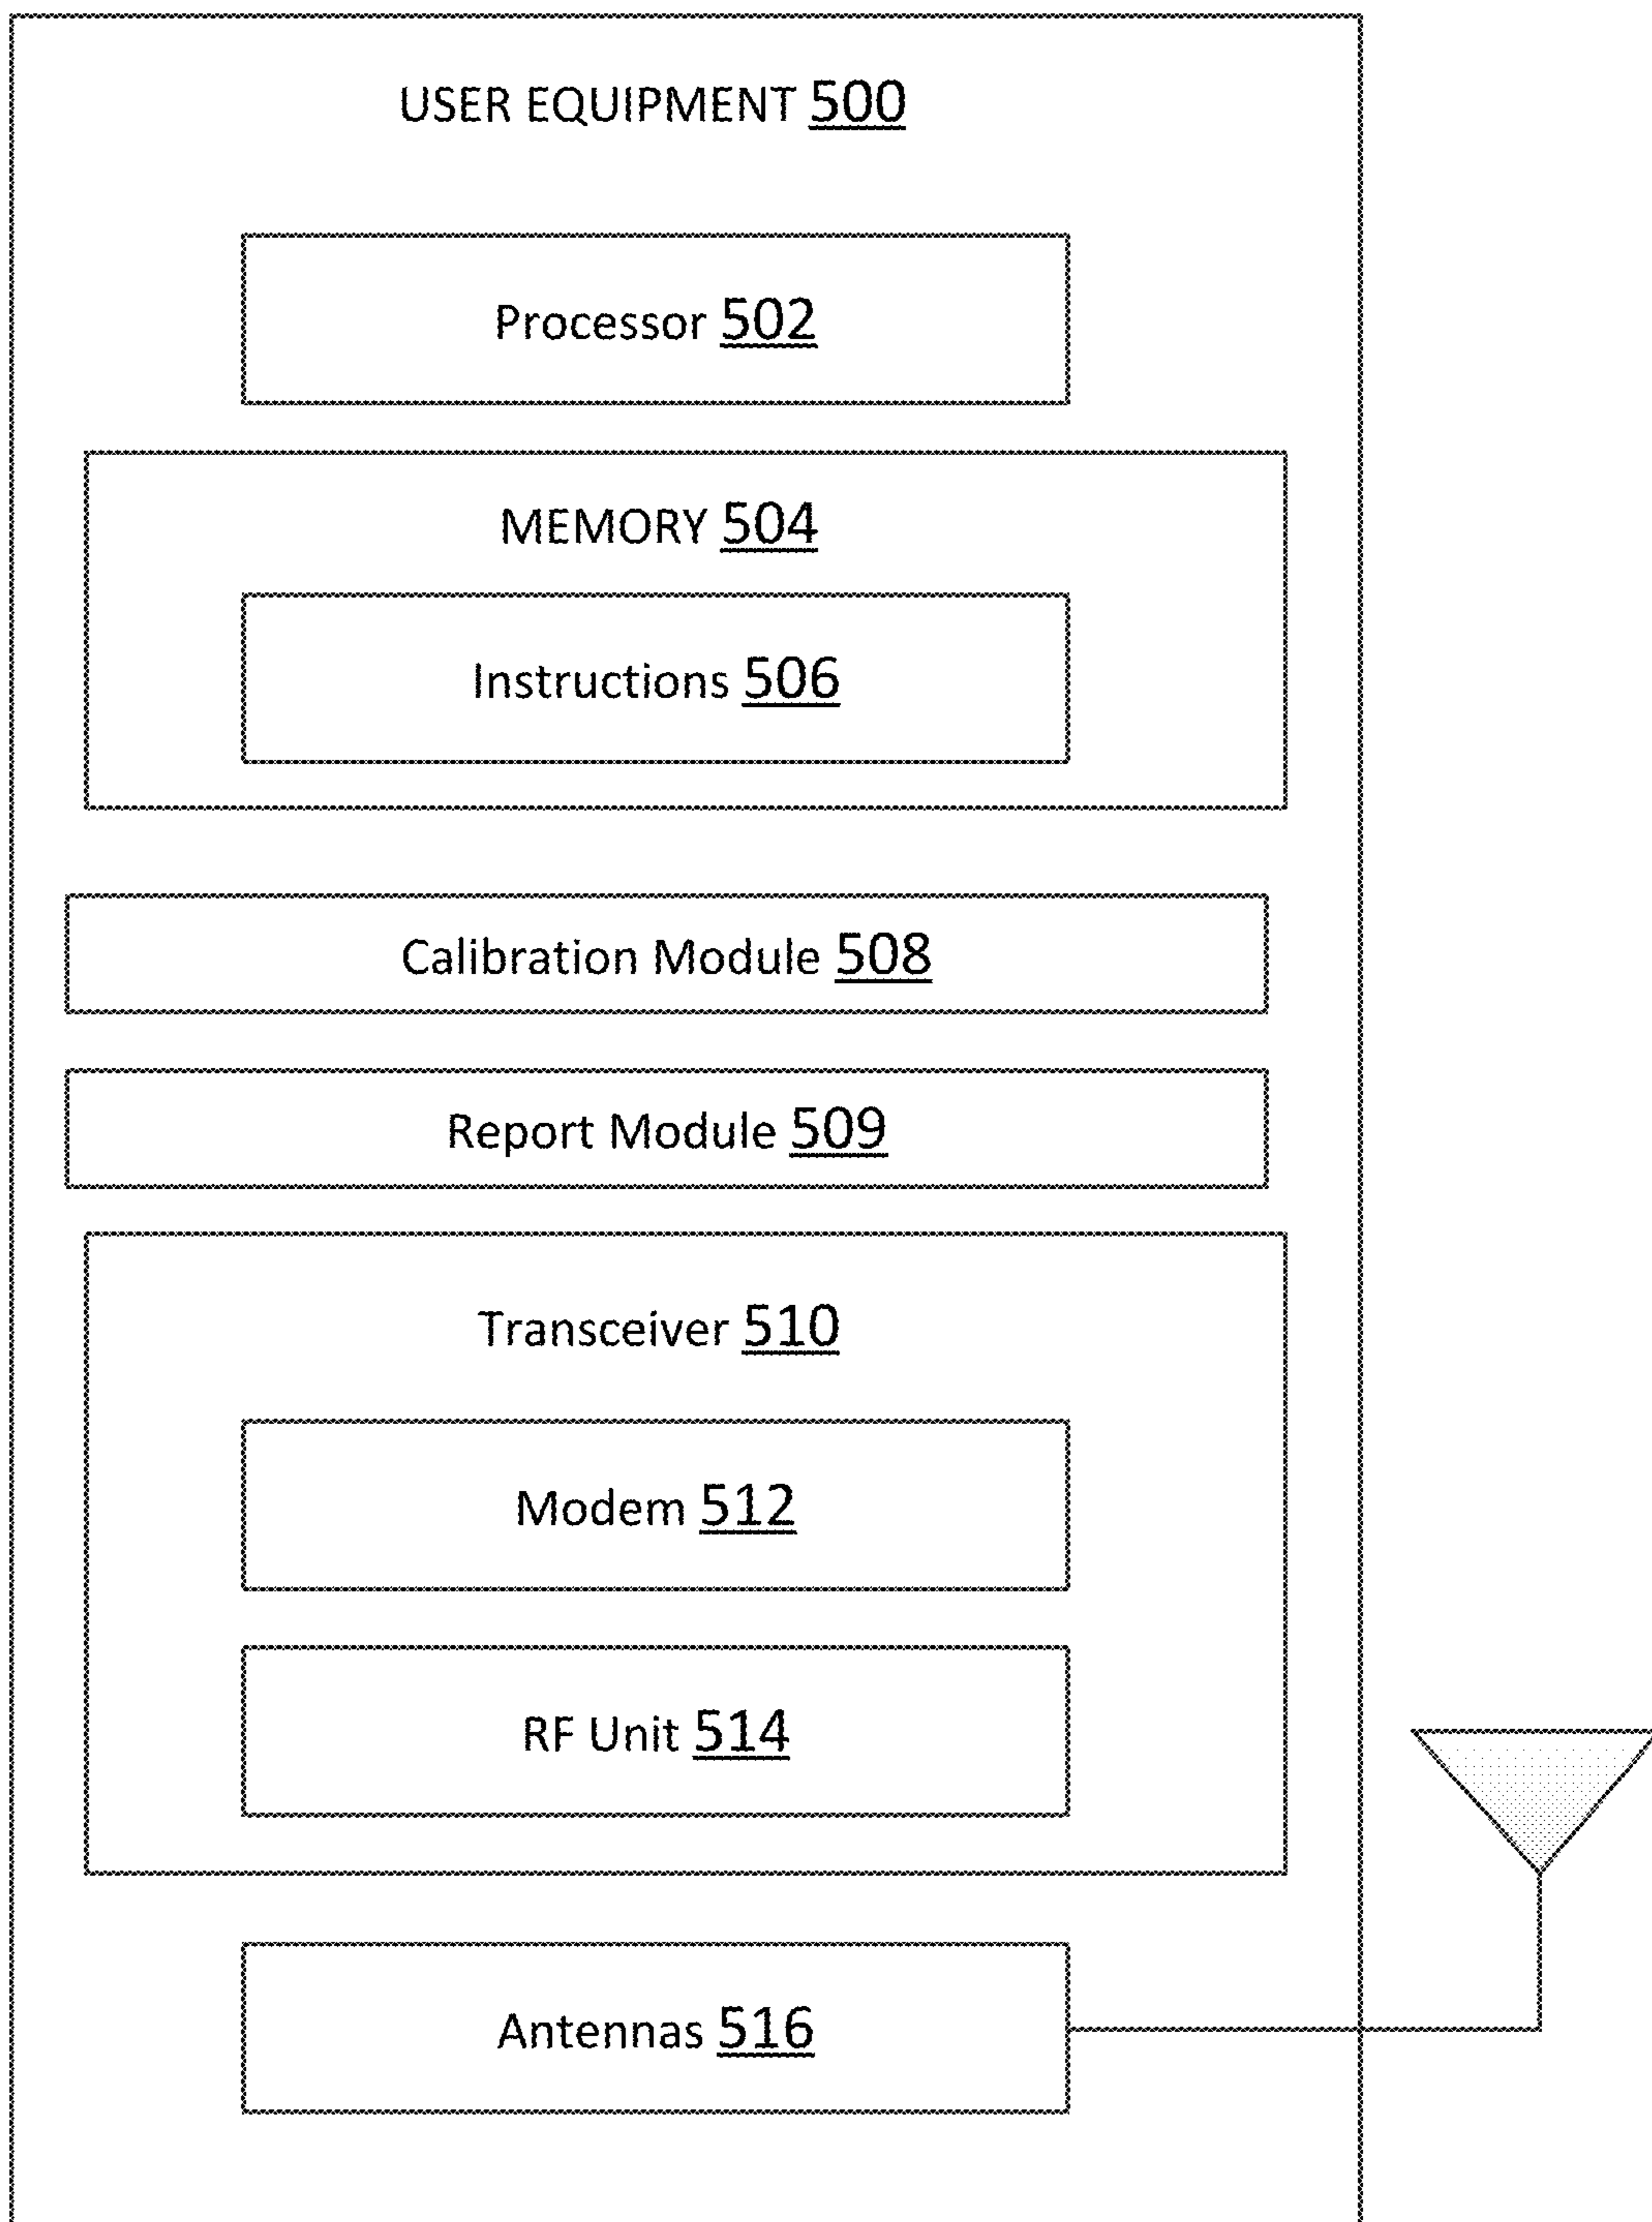 USER EQUIPMENT 500
Processor 502
MEMORY 504
Instructions 506
Calibration Module 508
Report Module 509
Transceiver 510
Modem 512
RF Unit 514
Antennas 516